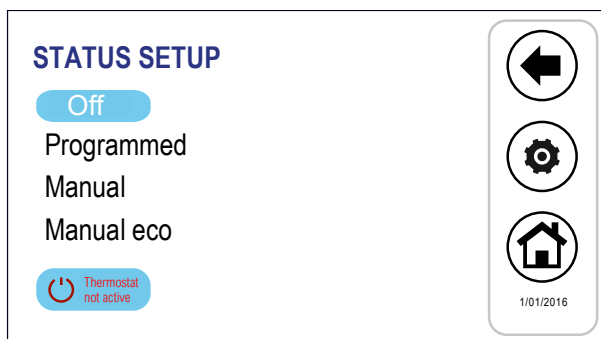 STATUS SETUP
Off
Programmed
Manual
Manual eco
Thermostat
not active
1/01/2016